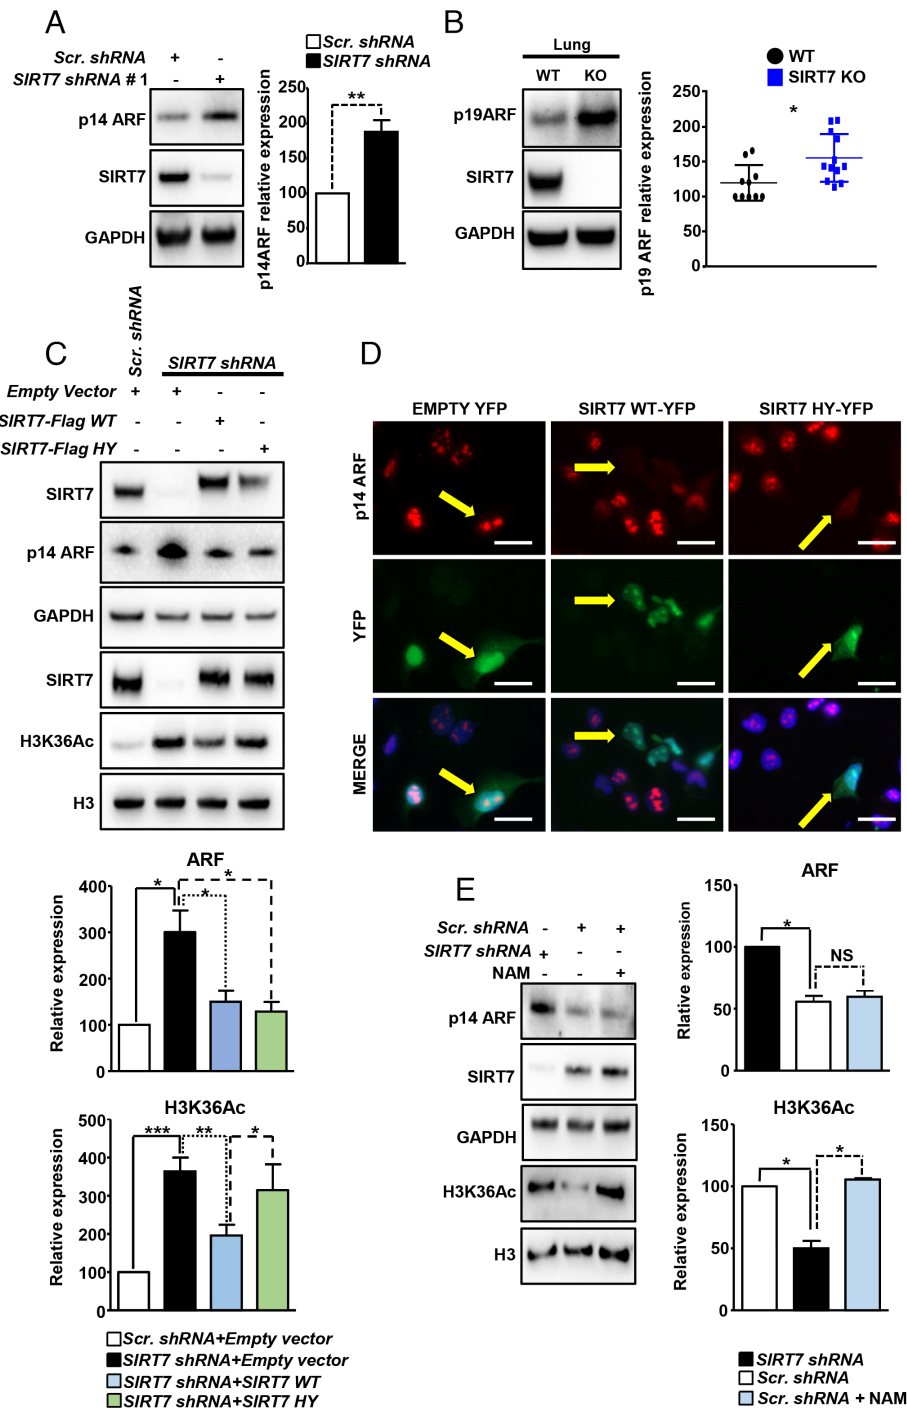 A
Scr. shRNA + -
SIRT7 shRNA # 1 - +
p14 ARF
SIRT7
GAPDH
Scr. shRNA
SIRT7 shRNA
p14ARF relative expression
250
200
150
100
50
0
**
B
Lung
WT KO
p19ARF
SIRT7
GAPDH
WT
SIRT7 KO
p19 ARF relative expression
250
200
150
100
50
0
*
C
Scr. shRNA
SIRT7 shRNA
Empty Vector + + - -
SIRT7-Flag WT - - + -
SIRT7-Flag HY - - - +
SIRT7
p14 ARF
GAPDH
SIRT7
H3K36Ac
H3
ARF
Relative expression
400
300
200
100
0
* * *
H3K36Ac
Relative expression
500
400
300
200
100
0
*** ** *
Scr. shRNA+Empty vector
SIRT7 shRNA+Empty vector
SIRT7 shRNA+SIRT7 WT
SIRT7 shRNA+SIRT7 HY
D
EMPTY YFP SIRT7 WT-YFP SIRT7 HY-YFP
p14 ARF
YFP
MERGE
E
Scr. shRNA - + +
SIRT7 shRNA + - -
NAM - - +
p14 ARF
SIRT7
GAPDH
H3K36Ac
H3
ARF
Rlative expression
150
100
50
0
* NS
H3K36Ac
Relative expression
150
100
50
0
* *
SIRT7 shRNA
Scr. shRNA
Scr. shRNA + NAM